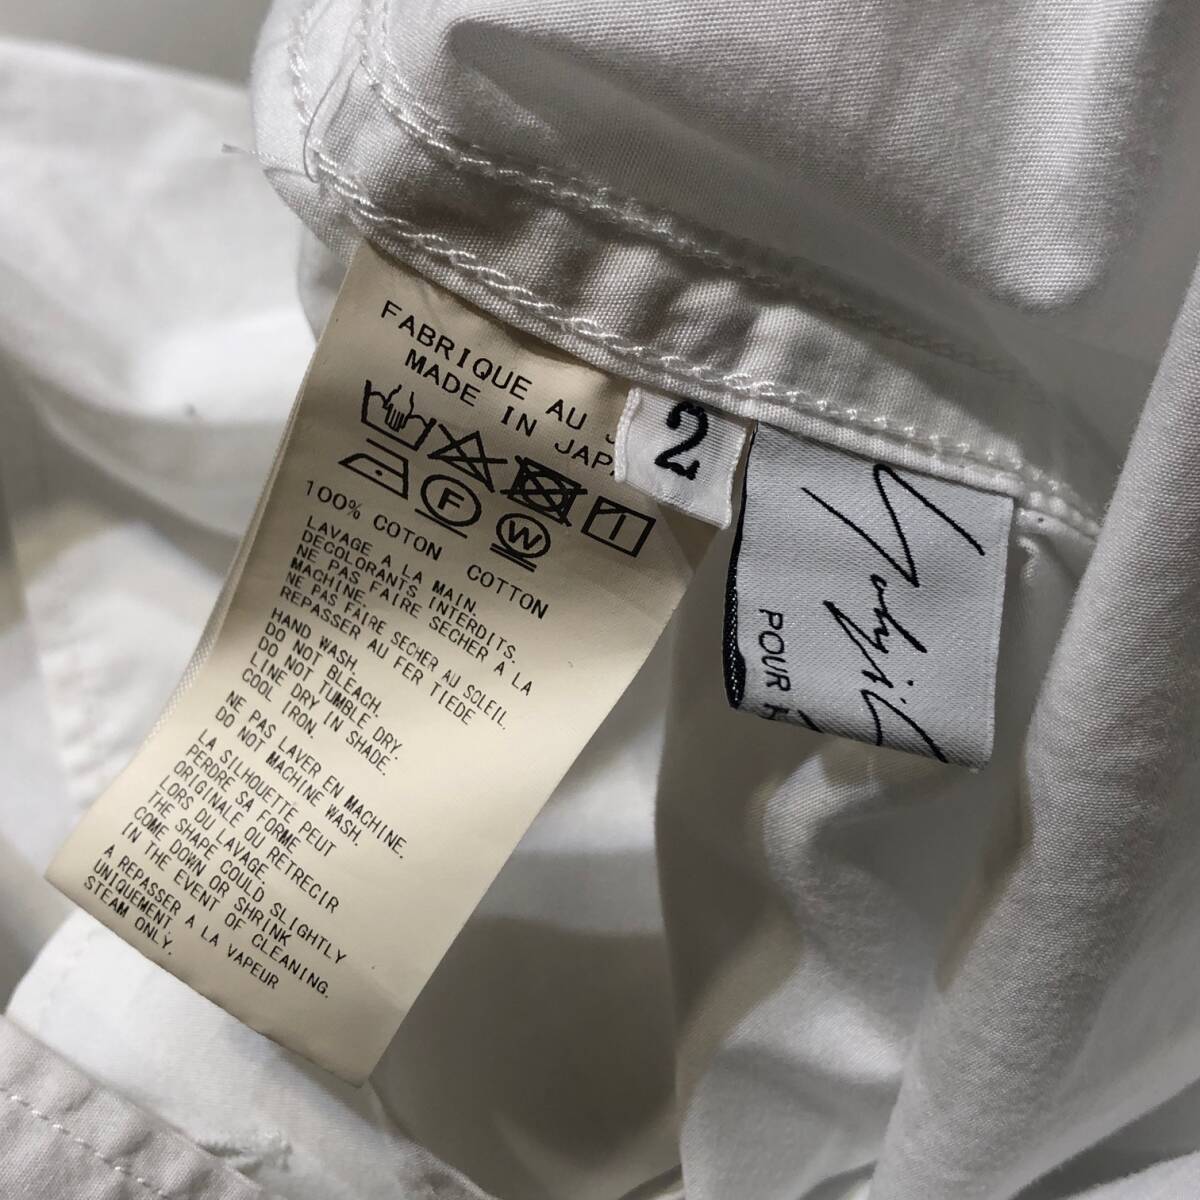 FABRIQUE AU
MADE IN
F
W
100% COTON COTTON
LAVAGE A LA MAIN.
DECOLORANTS INTERDITS.
NE PAS FAIRE SECHER A LA
MACHINE.
NE PAS FAIRE SECHER AU SOLEIL.
REPASSER AU FER TIEDE
HAND WASH.
DO NOT BLEACH.
DO NOT TUMBLE DRY.
LINE DRY IN SHADE.
COOL IRON.
NE PAS LAVER EN MACHINE.
DO NOT MACHINE WASH.
LA SILHOUETTE PEUT
PERDRE SA FORME
ORIGINALE OU RETRECIR
LORS DU LAVAGE.
THE SHAPE COULD SLIGHTLY
COME DOWN OR SHRINK
IN THE EVENT OF CLEANING.
A REPASSER A LA VAPEUR
UNIQUEMENT.
STEAM ONLY.
2
POUR